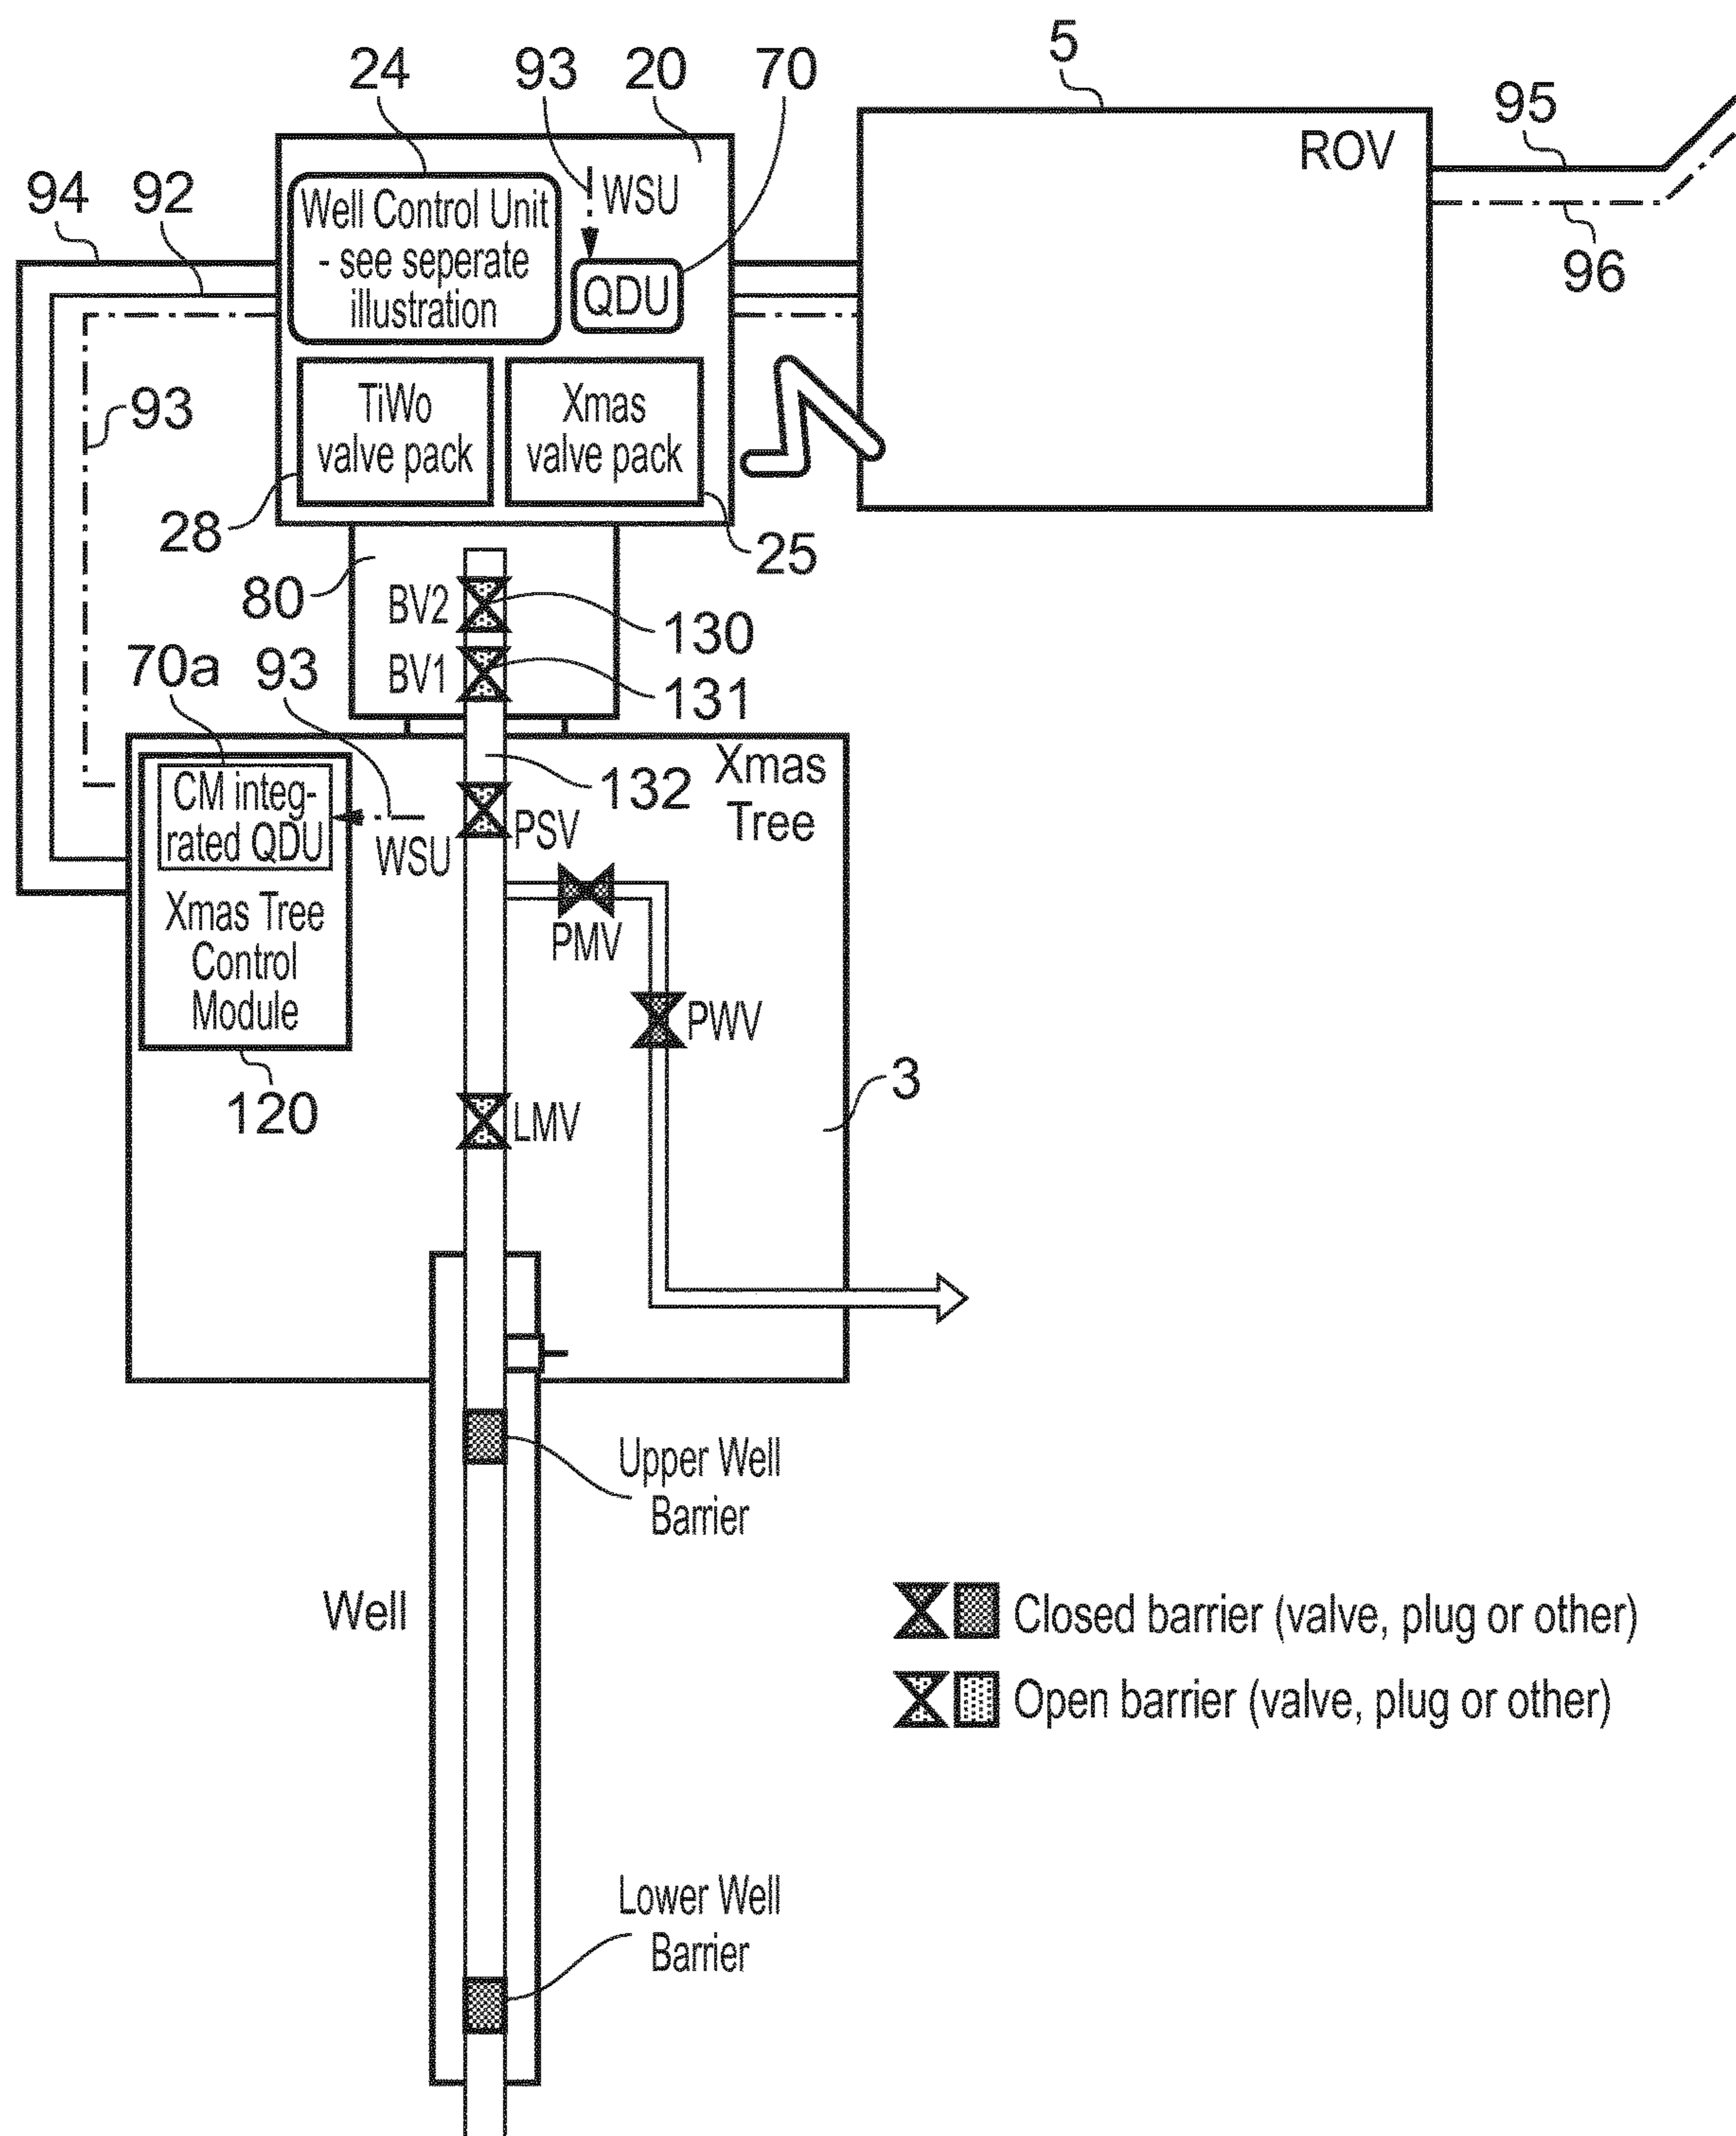 5
24
93
20
70
95
ROV
94
92
Well Control Unit
- see seperate
illustration
WSU
QDU
96
93
TiWo
valve pack
Xmas
valve pack
28
25
80
BV2
130
70a
93
BV1
131
CM integ-
rated QDU
WSU
132
Xmas
Tree
PSV
Xmas Tree
Control
Module
PMV
PWV
3
120
LMV
Upper Well
Barrier
Well
Closed barrier (valve, plug or other)
Open barrier (valve, plug or other)
Lower Well
Barrier